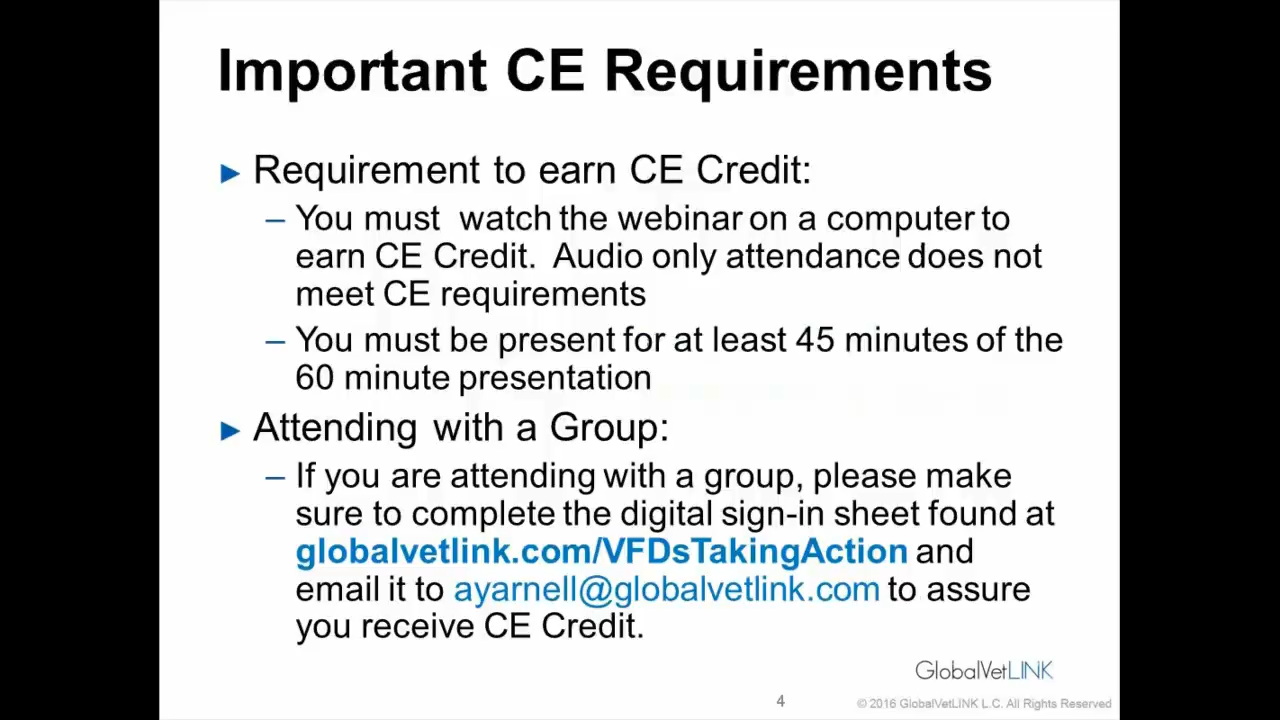 Important CE Requirements
► Requirement to earn CE Credit:
– You must watch the webinar on a computer to
earn CE Credit. Audio only attendance does not
meet CE requirements
– You must be present for at least 45 minutes of the
60 minute presentation
► Attending with a Group:
– If you are attending with a group, please make
sure to complete the digital sign-in sheet found at
globalvetlink.com/VFDsTakingAction and
email it to ayarnell@globalvetlink.com to assure
you receive CE Credit.
GlobalVetLINK
4
© 2016 GlobalVetLINK L.C. All Rights Reserved